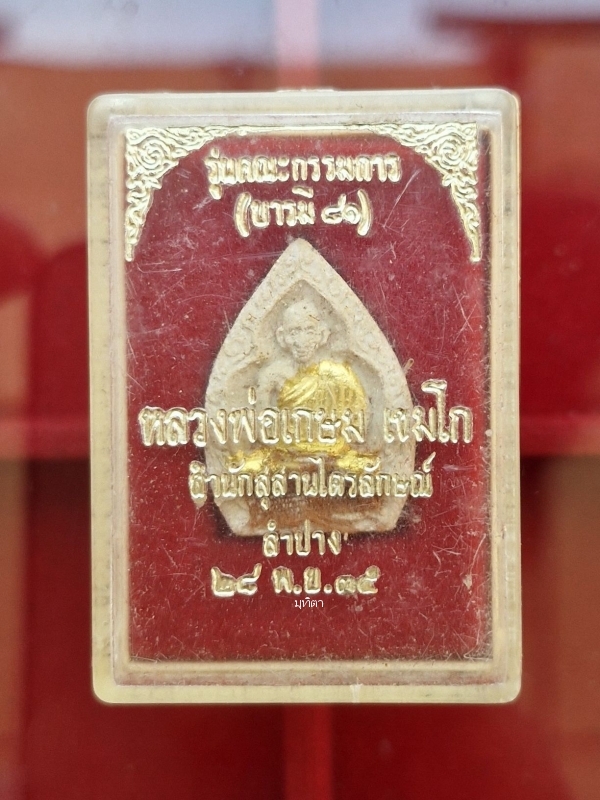 รุ่นคณะกรรมการ
(บารมี ๘๑)
หลวงพ่อเกษม เขมโก
สำนักสุสานไตรลักษณ์
ลำปาง
๒๘ พ.ย.๓๕
มุทิตา